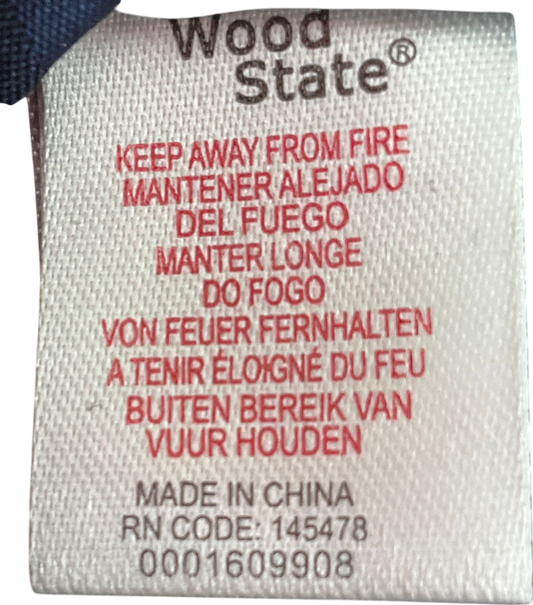 Wood
State®
KEEP AWAY FROM FIRE
MANTENER ALEJADO
DEL FUEGO
MANTER LONGE
DO FOGO
VON FEUER FERNHALTEN
A TENIR ÉLOIGNÉ DU FEU
BUITEN BEREIK VAN
VUUR HOUDEN
MADE IN CHINA
RN CODE: 145478
0001609908